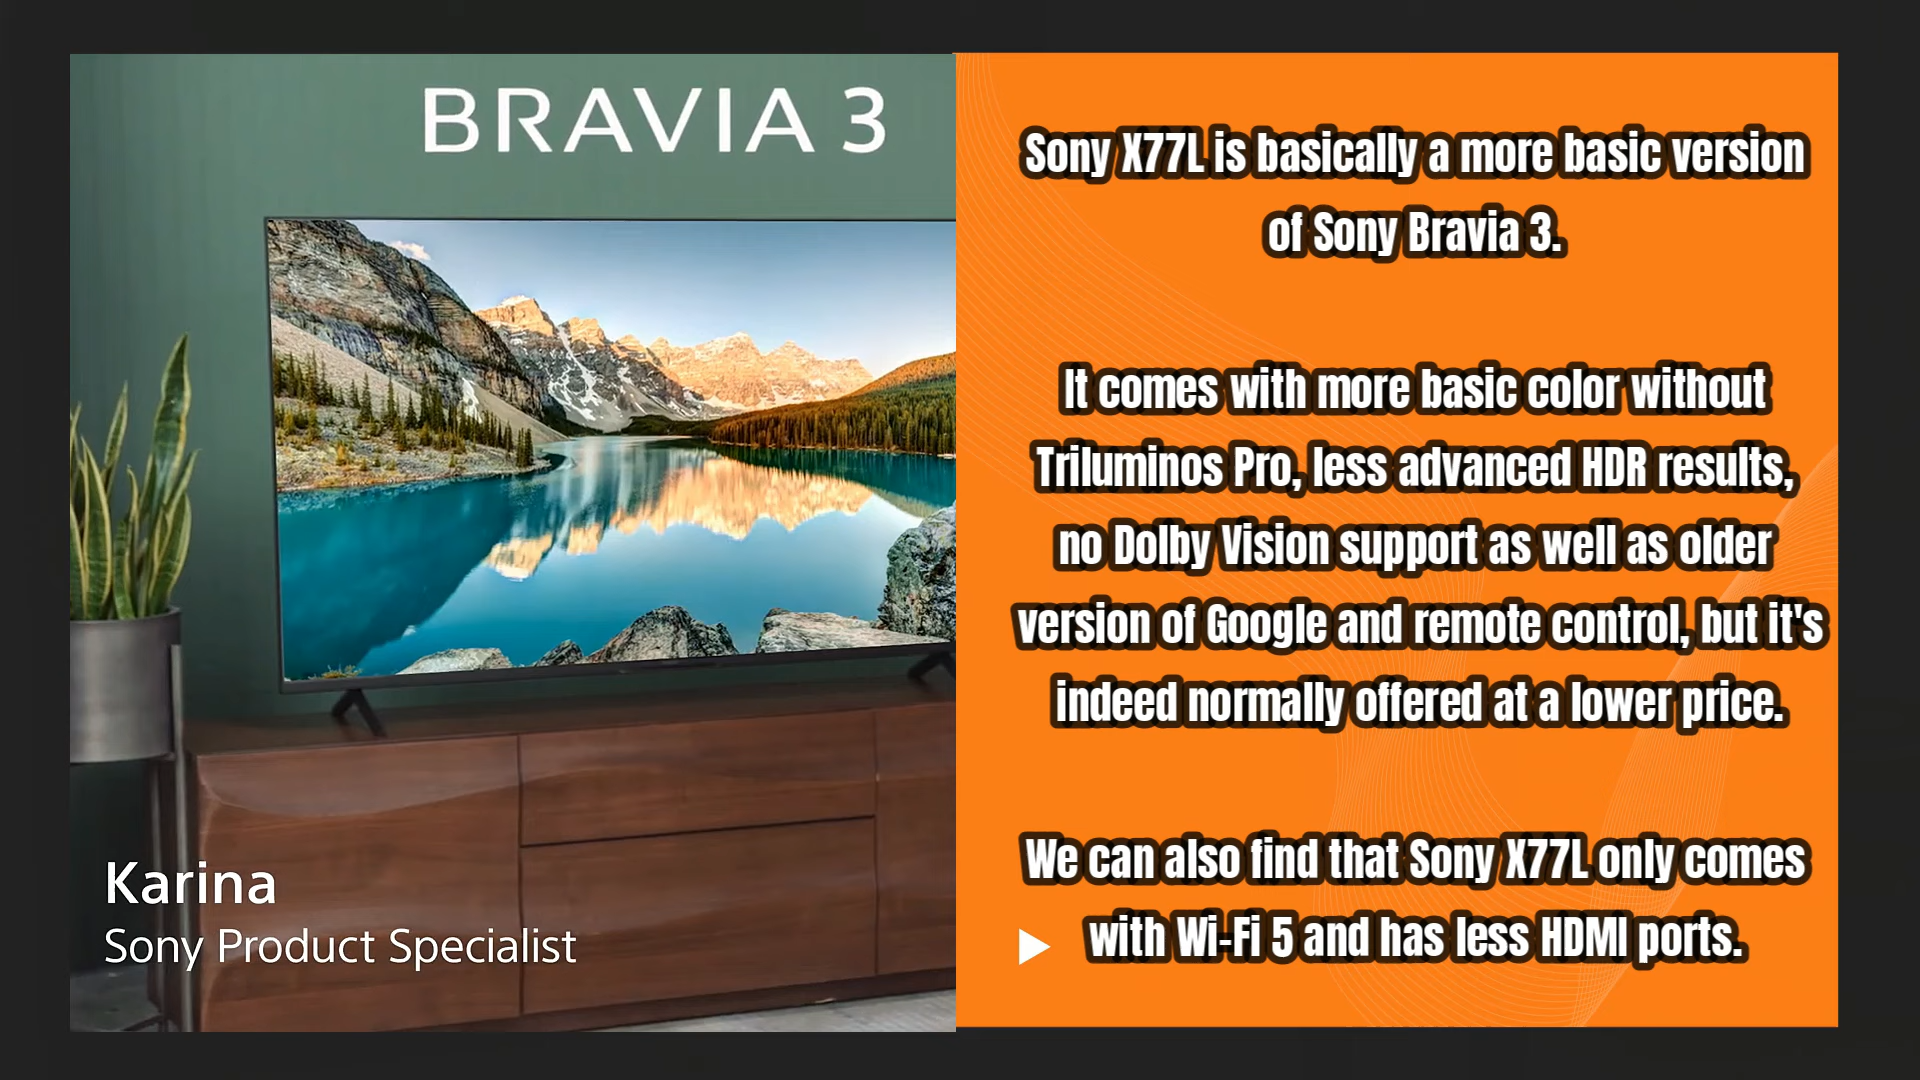 BRAVIA 3
Karina
Sony Product Specialist
Sony X77L is basically a more basic version
of Sony Bravia 3.
It comes with more basic color without
Triluminos Pro, less advanced HDR results,
no Dolby Vision support as well as older
version of Google and remote control, but it's
indeed normally offered at a lower price.
We can also find that Sony X77L only comes
with Wi-Fi 5 and has less HDMI ports.